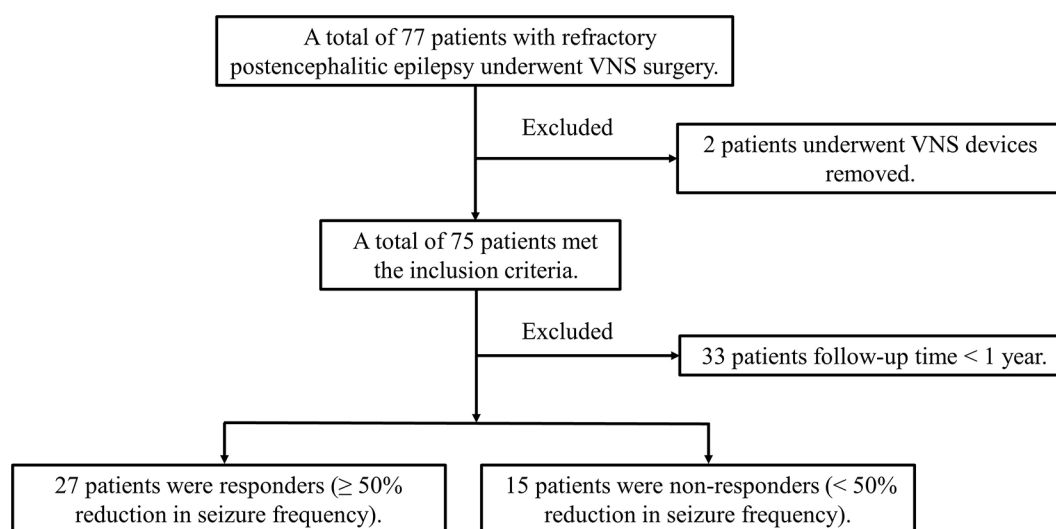 A total of 77 patients with refractory
postencephalitic epilepsy underwent VNS surgery.
Excluded
2 patients underwent VNS devices
removed.
A total of 75 patients met
the inclusion criteria.
Excluded
33 patients follow-up time < 1 year.
27 patients were responders (≥ 50%
reduction in seizure frequency).
15 patients were non-responders (< 50%
reduction in seizure frequency).